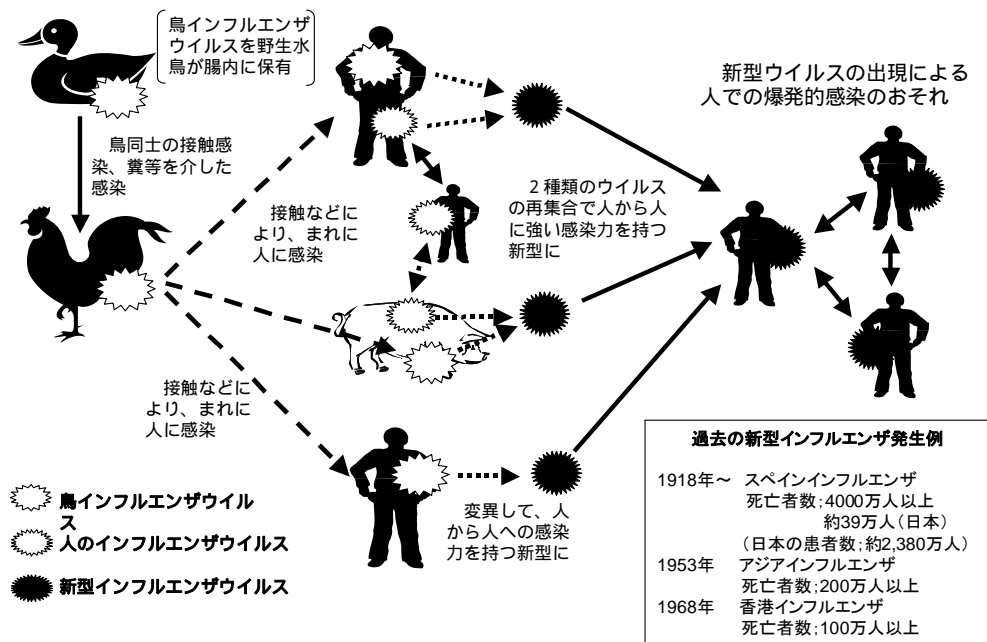 鳥インフルエンザ
ウイルスを野生水
鳥が腸内に保有
新型ウイルスの出現による
人での爆発的感染のおそれ
鳥同士の接触感
染、糞等を介した
感染
接触などに
より、まれに
人に感染
2種類のウイルス
の再集合で人から人
に強い感染力を持つ
新型に
接触などに
より、まれに
人に感染
変異して、人
から人への感染
力を持つ新型に
鳥インフルエンザウイル
ス
人のインフルエンザウイルス
新型インフルエンザウイルス
過去の新型インフルエンザ発生例
1918年～ スペインインフルエンザ
死亡者数;4000万人以上
約39万人(日本)
(日本の患者数;約2,380万人)
1953年 アジアインフルエンザ
死亡者数;200万人以上
1968年 香港インフルエンザ
死亡者数;100万人以上